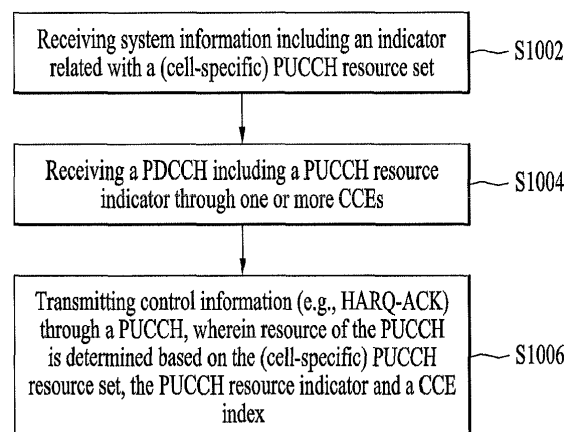 Receiving system information including an indicator
related with a (cell-specific) PUCCH resource set
S1002
Receiving a PDCCH including a PUCCH resource
indicator through one or more CCEs
S1004
Transmitting control information (e.g., HARQ-ACK)
through a PUCCH, wherein resource of the PUCCH
is determined based on the (cell-specific) PUCCH
resource set, the PUCCH resource indicator and a CCE
index
S1006